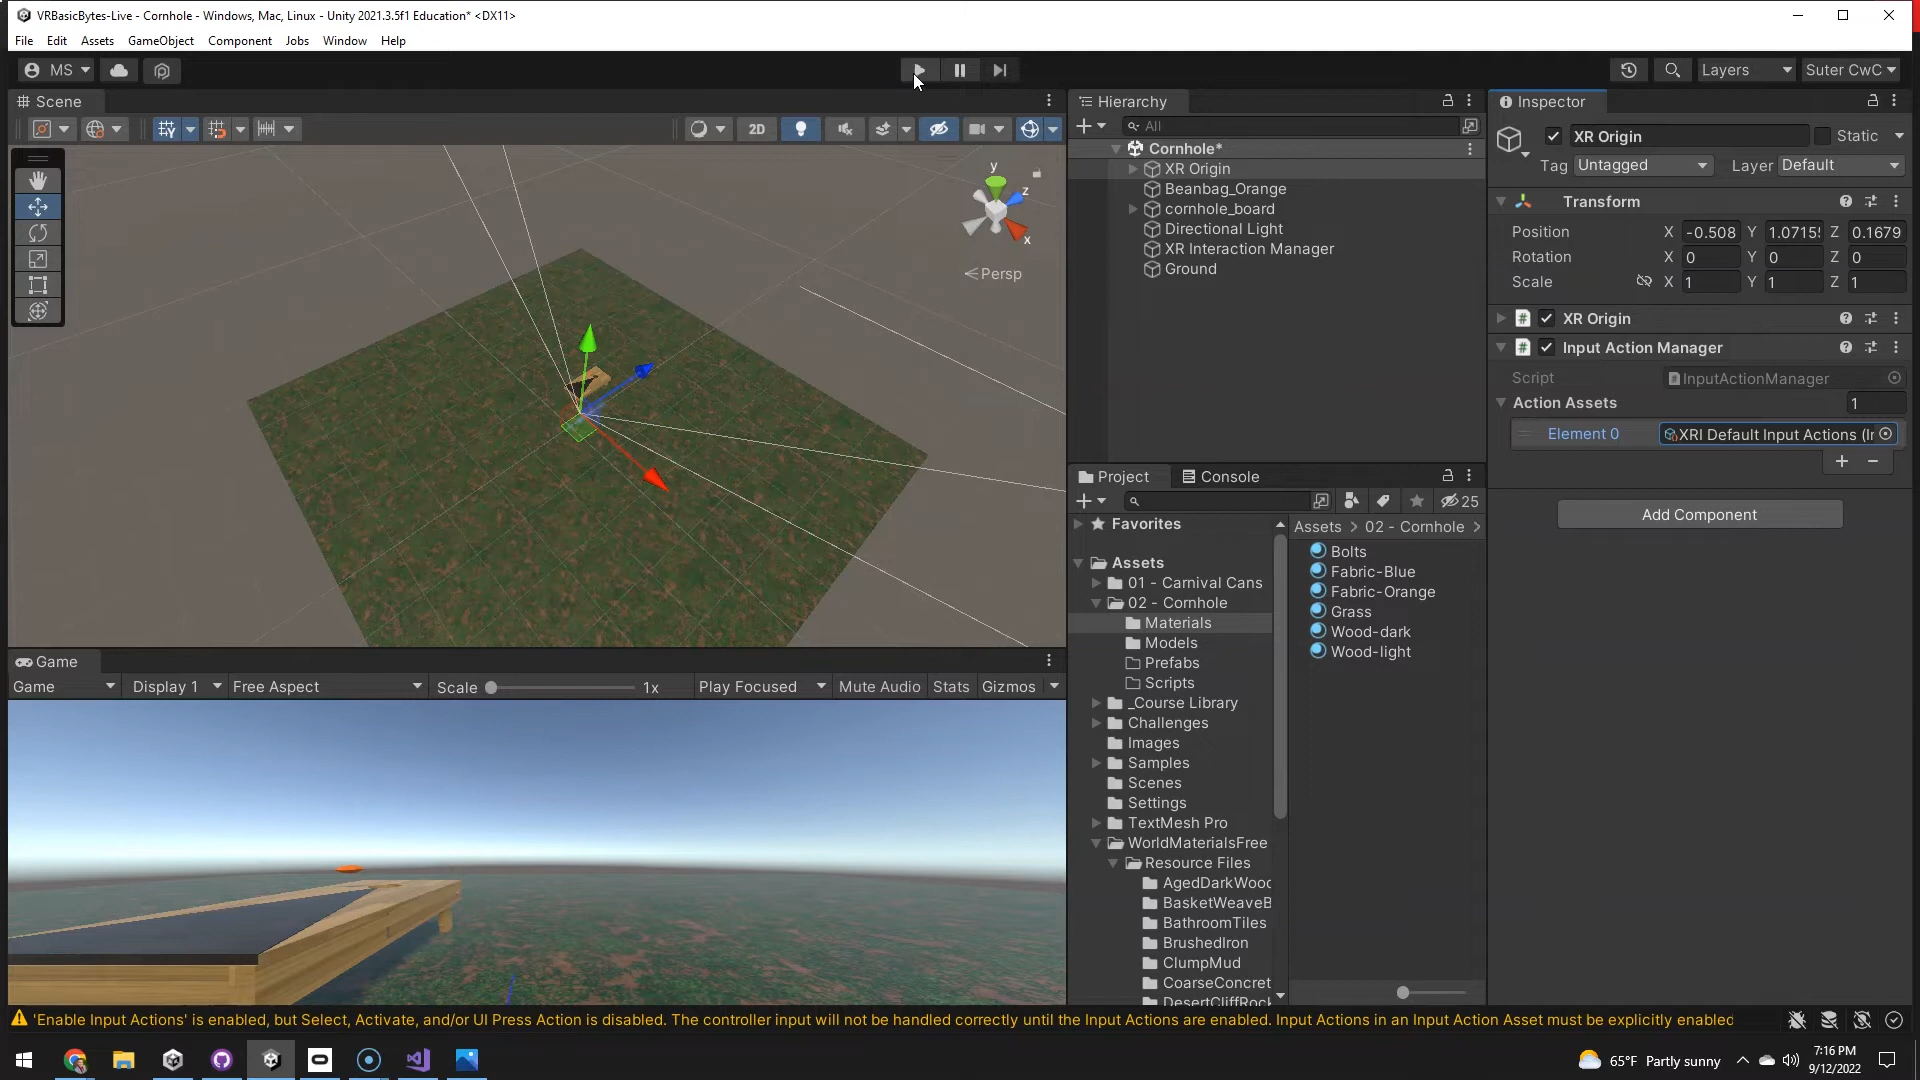 VRBasicBytes-Live - Cornhole - Windows, Mac, Linux - Unity 2021.3.5f1 Education* <DX11>
File Edit Assets GameObject Component Jobs Window Help
MS
Layers
Suter CwC
Scene
2D
y
z
x
Persp
Hierarchy
All
Cornhole*
XR Origin
Beanbag_Orange
cornhole_board
Directional Light
XR Interaction Manager
Ground
Inspector
XR Origin
Static
Tag Untagged
Layer Default
Transform
Position X -0.508 Y 1.0715 Z 0.1679
Rotation X 0 Y 0 Z 0
Scale X 1 Y 1 Z 1
XR Origin
Input Action Manager
Script InputActionManager
Action Assets 1
Element 0 XRI Default Input Actions (Ir
Add Component
Project
Console
25
Favorites
Assets
01 - Carnival Cans
02 - Cornhole
Materials
Models
Prefabs
Scripts
_Course Library
Challenges
Images
Samples
Scenes
Settings
TextMesh Pro
WorldMaterialsFree
Resource Files
AgedDarkWooc
BasketWeaveB
BathroomTiles
BrushedIron
ClumpMud
CoarseConcret
DesertCliffRock
Assets > 02 - Cornhole >
Bolts
Fabric-Blue
Fabric-Orange
Grass
Wood-dark
Wood-light
Game
Game Display 1 Free Aspect Scale 1x Play Focused Mute Audio Stats Gizmos
'Enable Input Actions' is enabled, but Select, Activate, and/or UI Press Action is disabled. The controller input will not be handled correctly until the Input Actions are enabled. Input Actions in an Input Action Asset must be explicitly enabled
65°F Partly sunny
7:16 PM
9/12/2022